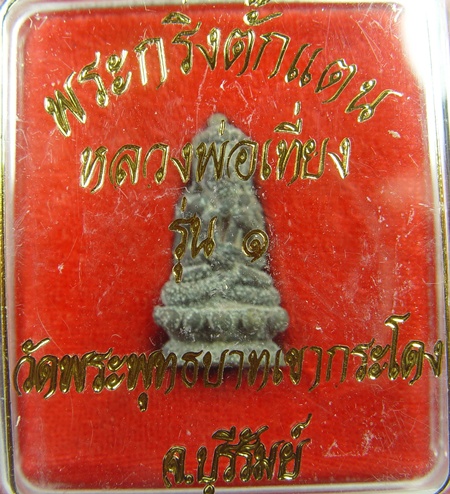 พระกริ่งตั๊กแตน
หลวงพ่อเที่ยง
รุ่น ๑
วัดพระพุทธบาทเขากระโดง
จ.บุรีรัมย์